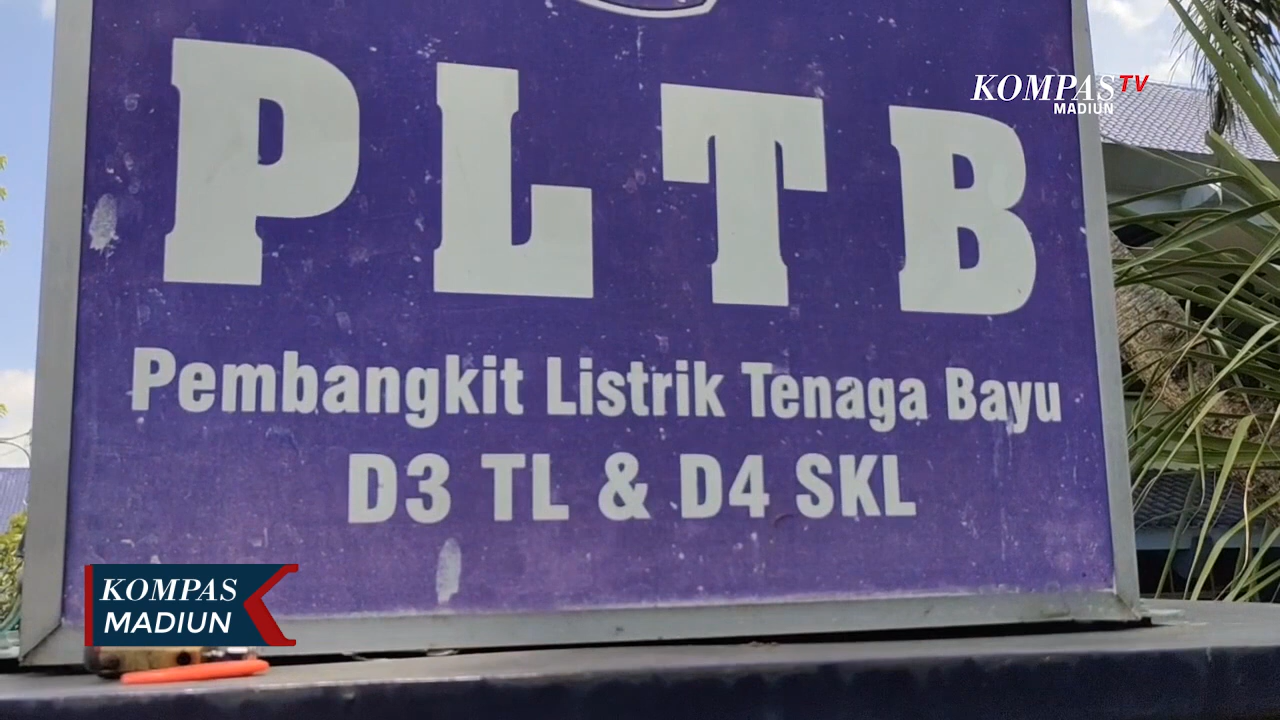 KOMPAS TV
MADIUN
PLTB
Pembangkit Listrik Tenaga Bayu
D3 TL & D4 SKL
KOMPAS
MADIUN